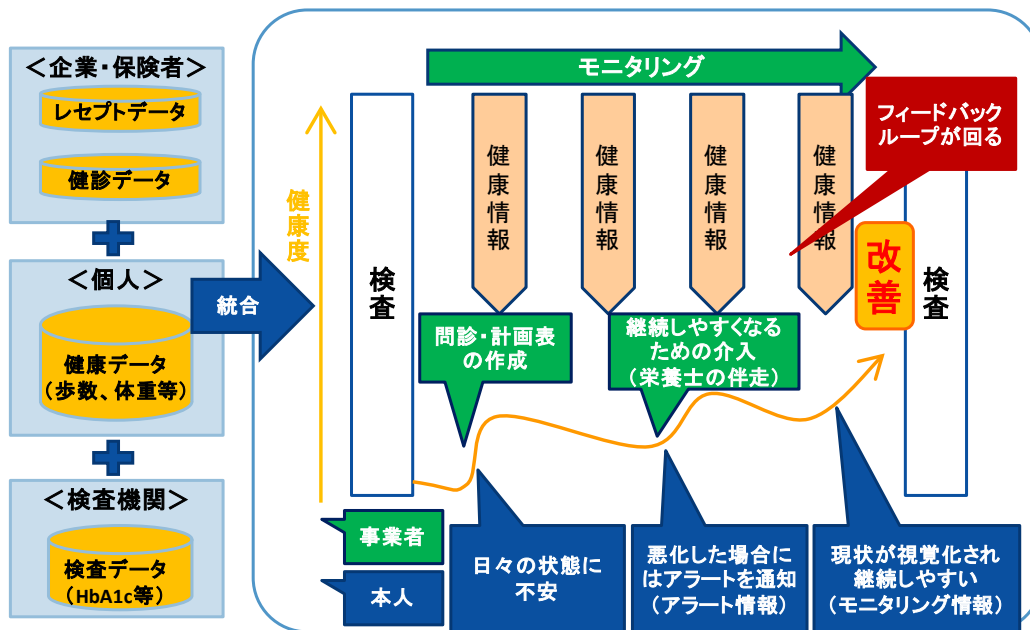 ＜企業・保険者＞
レセプトデータ
健診データ
＜個人＞
健康データ
（歩数、体重等）
＜検査機関＞
検査データ
（HbA1c等）
統合
健康度
検査
モニタリング
健康情報
健康情報
健康情報
健康情報
フィードバック
ループが回る
改善
検査
問診・計画表
の作成
継続しやすくなる
ための介入
（栄養士の伴走）
事業者
本人
日々の状態に
不安
悪化した場合に
はアラートを通知
（アラート情報）
現状が視覚化され
継続しやすい
（モニタリング情報）